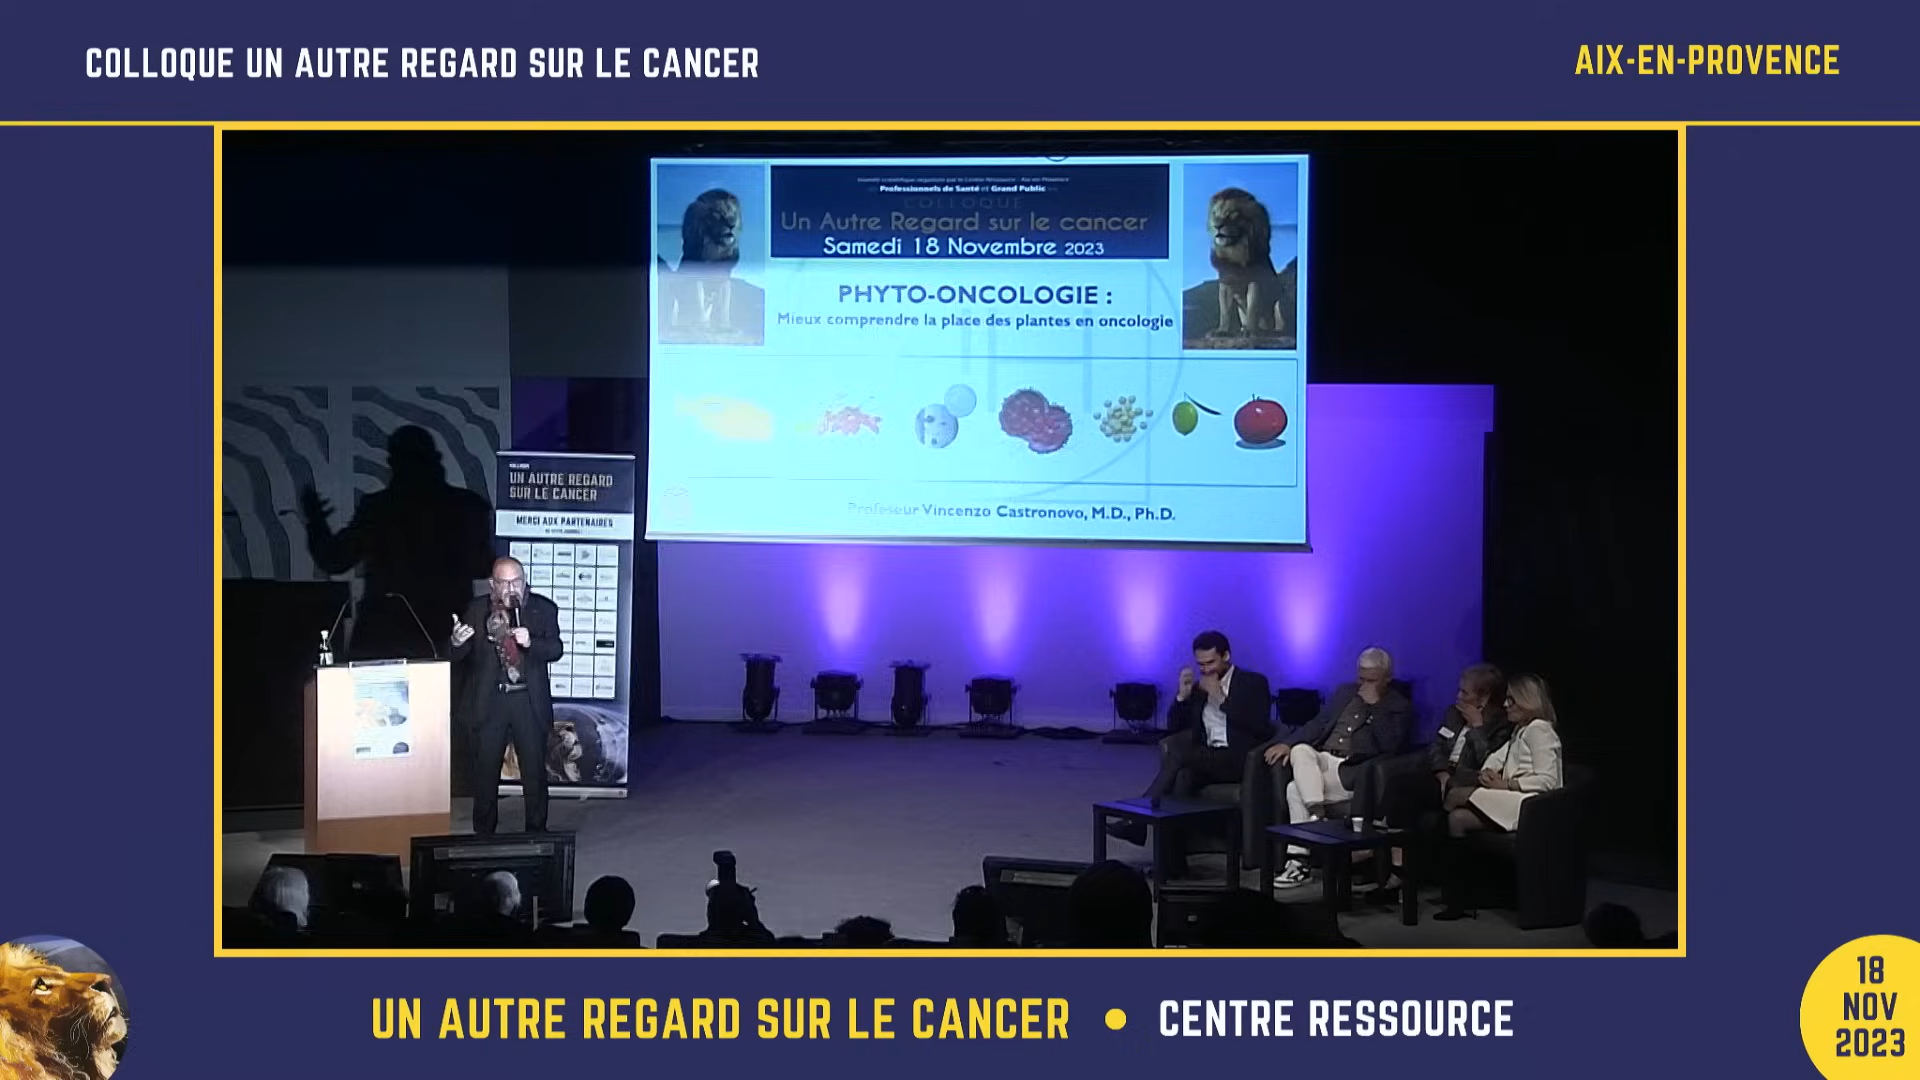 COLLOQUE UN AUTRE REGARD SUR LE CANCER
AIX-EN-PROVENCE
Professionnels de Santé et Grand Public
COLLOQUE
Un Autre Regard sur le cancer
Samedi 18 Novembre 2023
PHYTO-ONCOLOGIE :
Mieux comprendre la place des plantes en oncologie
Professeur Vincenzo Castronovo, M.D., Ph.D.
UN AUTRE REGARD
SUR LE CANCER
MERCI AUX PARTENAIRES
UN AUTRE REGARD SUR LE CANCER • CENTRE RESSOURCE
18
NOV
2023